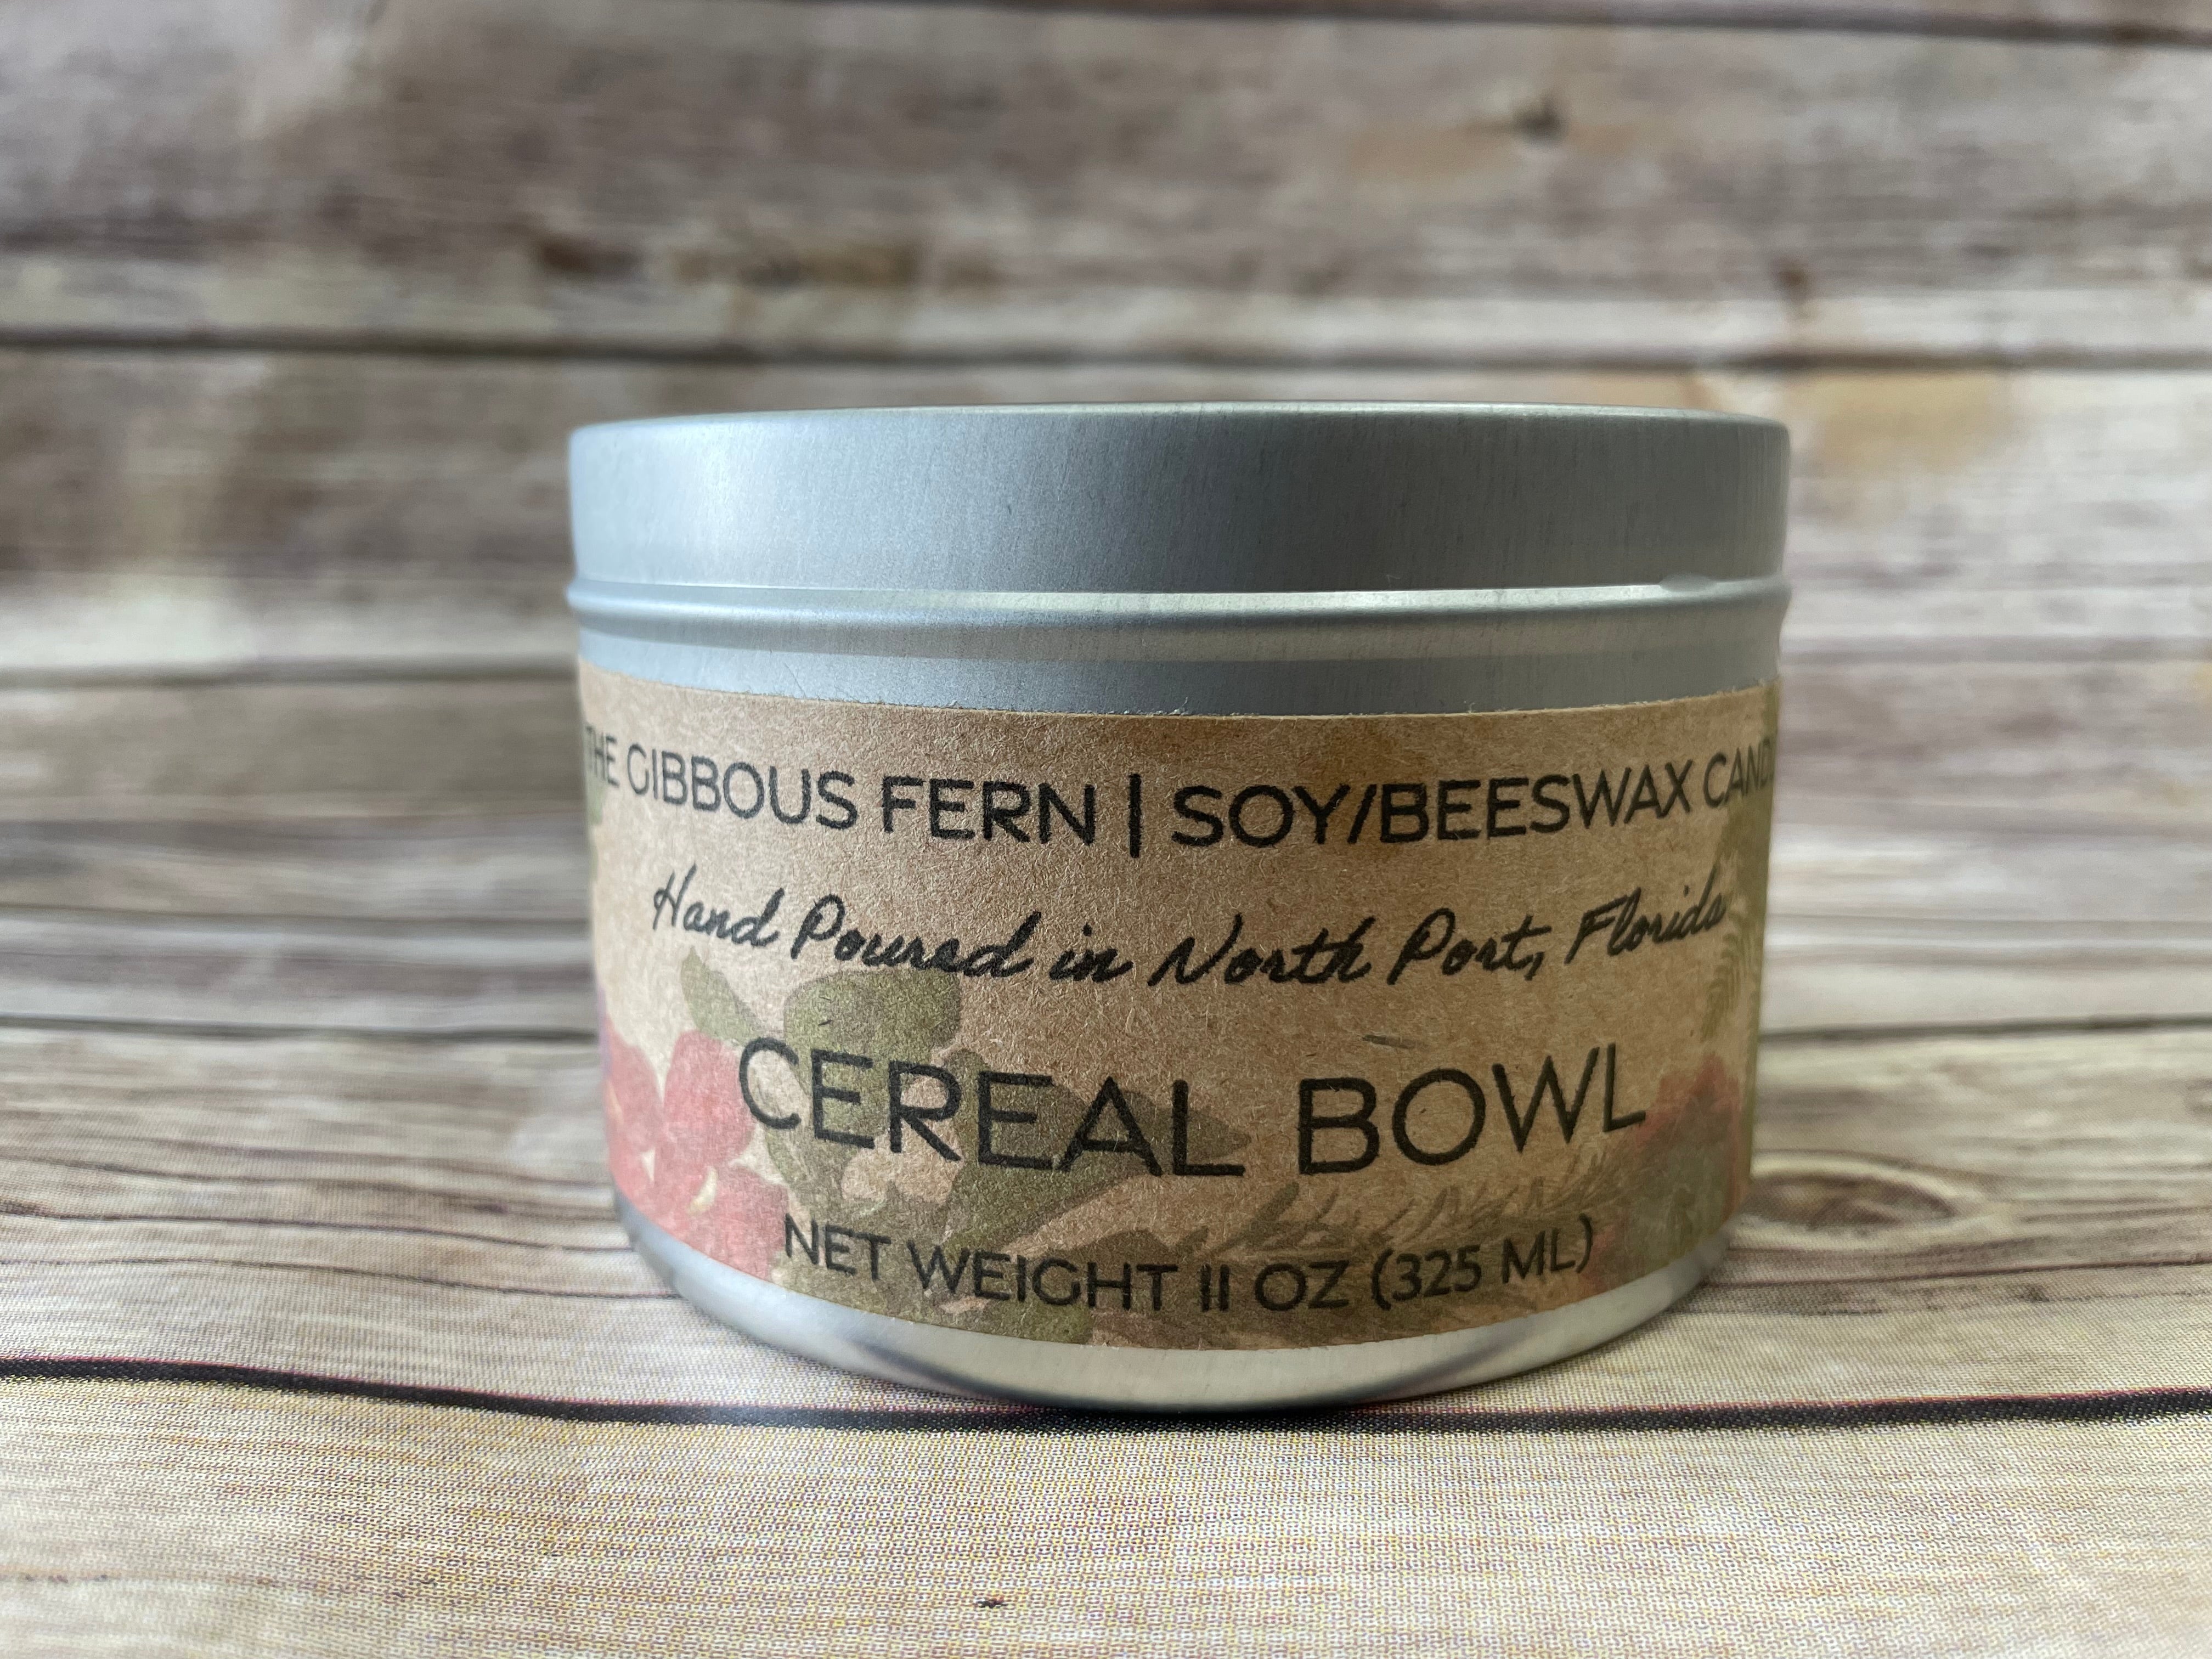 THE GIBBOUS FERN | SOY/BEESWAX CAND
Hand Poured in North Port, Florida
CEREAL BOWL
NET WEIGHT 11 OZ (325 ML)